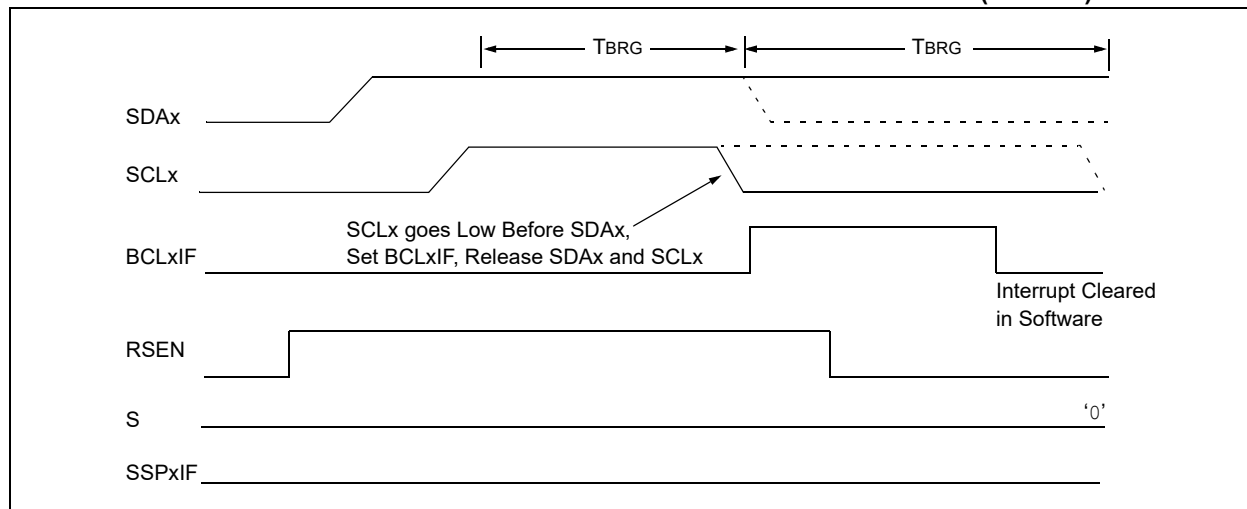 TBRG TBRG
SDAx
SCLx
SCLx goes Low Before SDAx,
Set BCLxIF, Release SDAx and SCLx
BCLxIF
Interrupt Cleared
in Software
RSEN
S
‘0’
SSPxIF